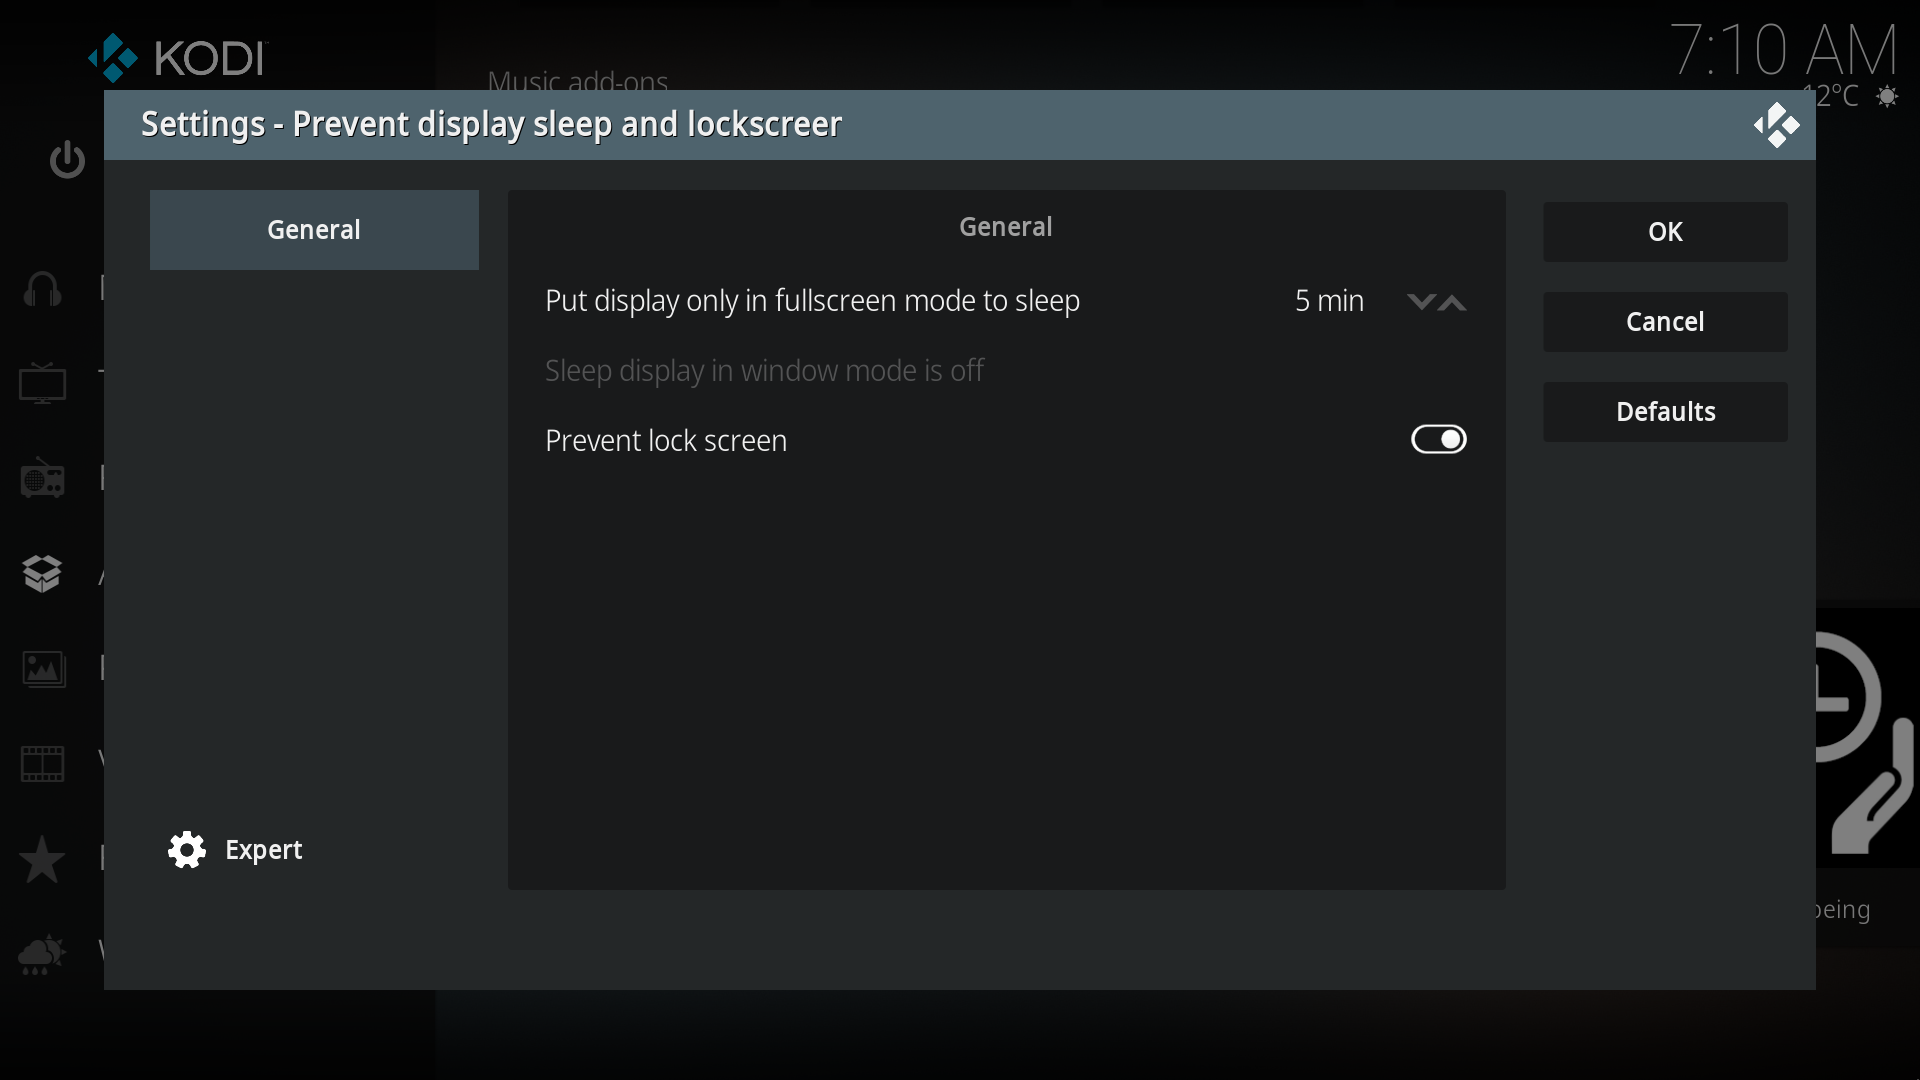 KODI
Music add-ons
7:10 AM
12°C
Settings - Prevent display sleep and lockscreer
General
General
Put display only in fullscreen mode to sleep
5 min
Sleep display in window mode is off
Prevent lock screen
OK
Cancel
Defaults
Expert
being